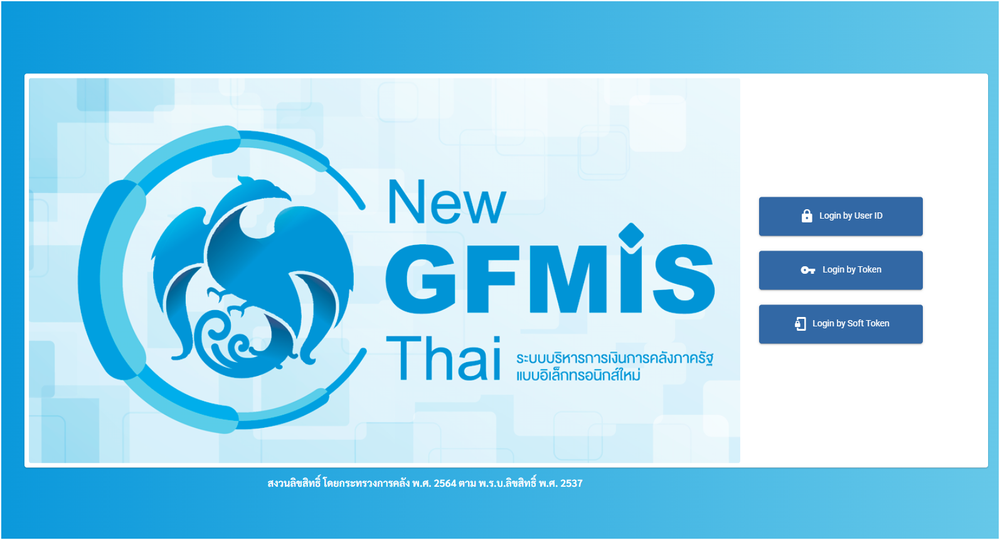 New
GFMIS
Thai
ระบบบริหารการเงินการคลังภาครัฐ
แบบอิเล็กทรอนิกส์ใหม่
Login by User ID
Login by Token
Login by Soft Token
สงวนลิขสิทธิ์ โดยกระทรวงการคลัง พ.ศ. 2564 ตาม พ.ร.บ.ลิขสิทธิ์ พ.ศ. 2537